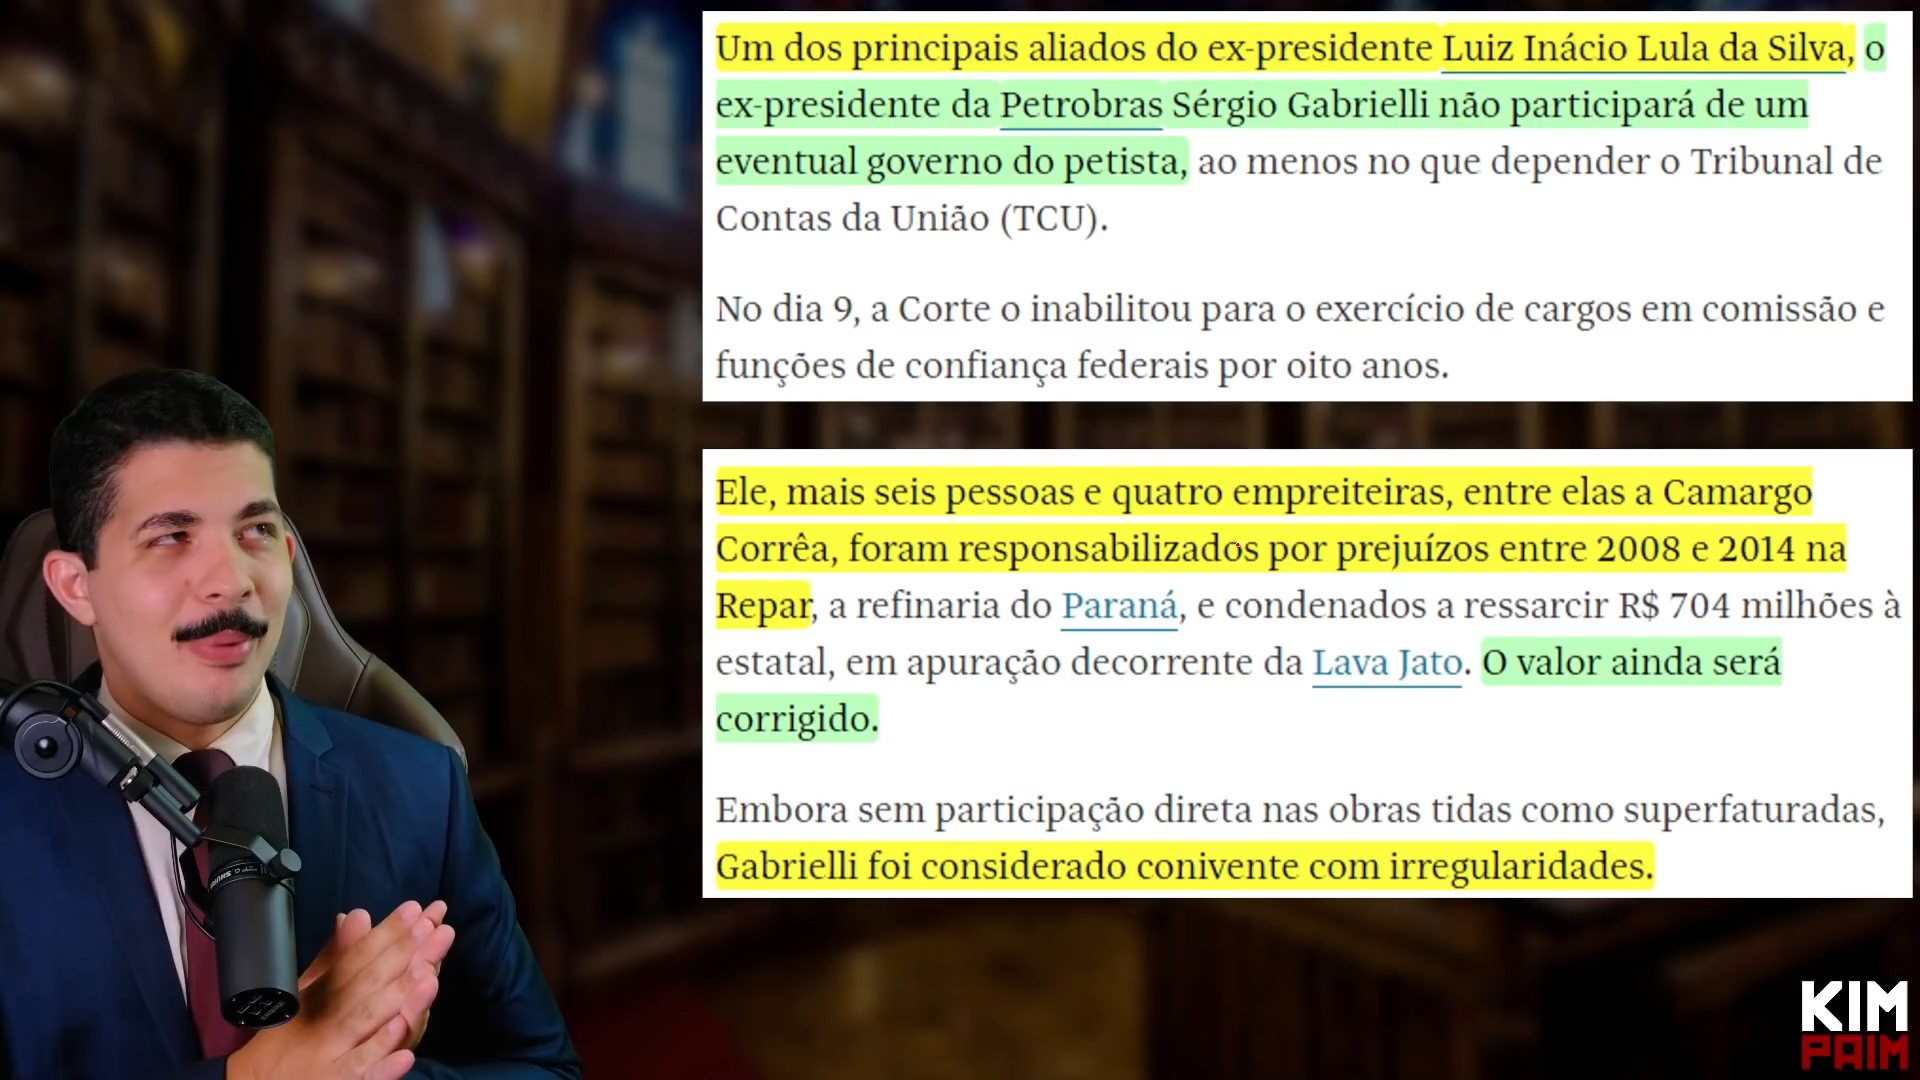 Um dos principais aliados do ex-presidente Luiz Inácio Lula da Silva, o
ex-presidente da Petrobras Sérgio Gabrielli não participará de um
eventual governo do petista, ao menos no que depender o Tribunal de
Contas da União (TCU).
No dia 9, a Corte o inabilitou para o exercício de cargos em comissão e
funções de confiança federais por oito anos.
Ele, mais seis pessoas e quatro empreiteiras, entre elas a Camargo
Corrêa, foram responsabilizados por prejuízos entre 2008 e 2014 na
Repar, a refinaria do Paraná, e condenados a ressarcir R$ 704 milhões à
estatal, em apuração decorrente da Lava Jato. O valor ainda será
corrigido.
Embora sem participação direta nas obras tidas como superfaturadas,
Gabrielli foi considerado conivente com irregularidades.
SHURE
KIM
PAIM